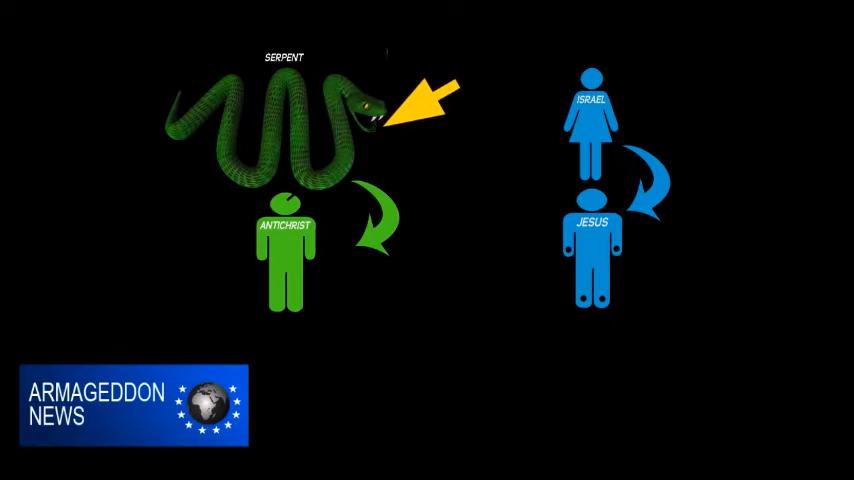 SERPENT
ISRAEL
ANTICHRIST
JESUS
ARMAGEDDON
NEWS